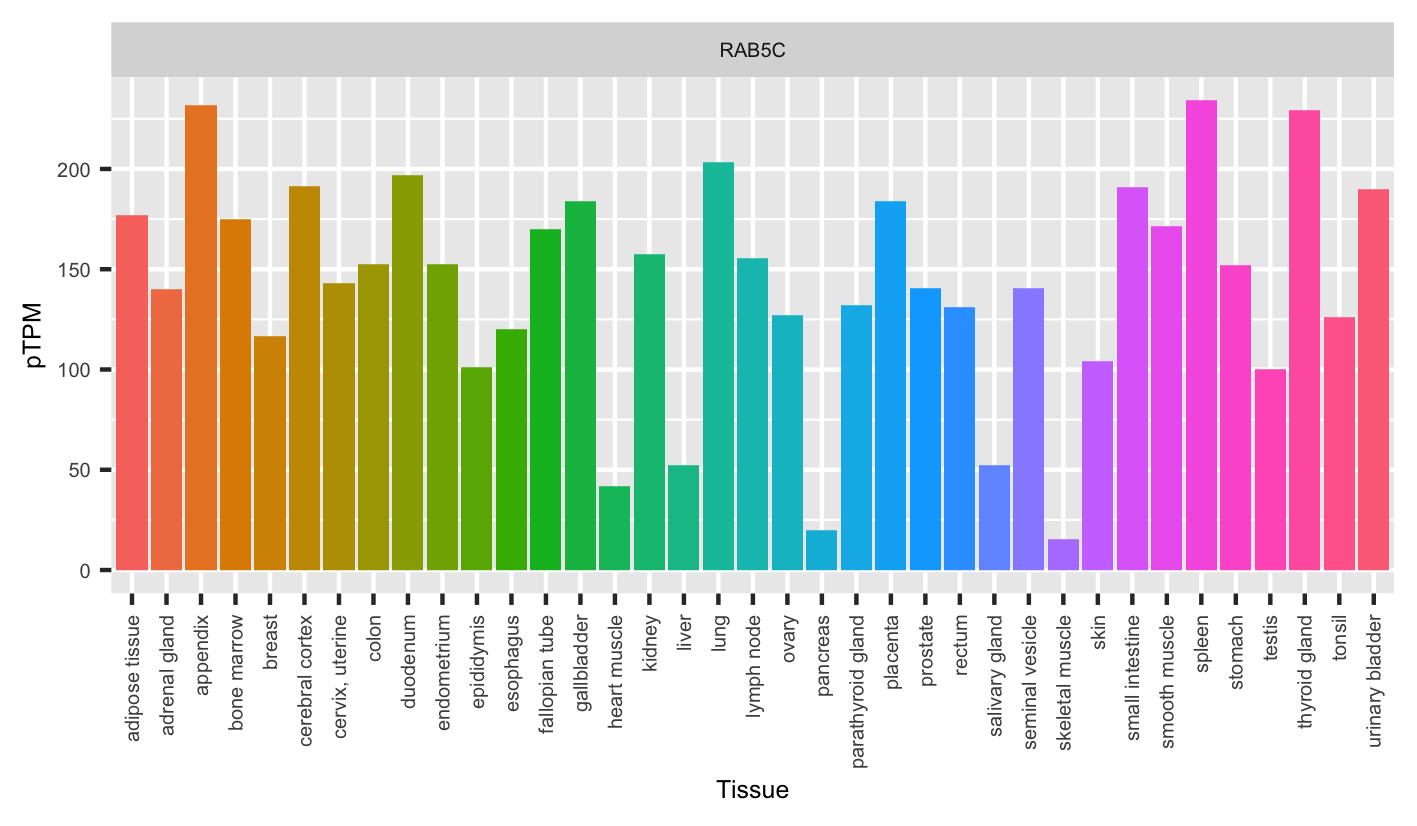 RAB5C
pTPM
200
150
100
50
0
adipose tissue
adrenal gland
appendix
bone marrow
breast
cerebral cortex
cervix, uterine
colon
duodenum
endometrium
epididymis
esophagus
fallopian tube
gallbladder
heart muscle
kidney
liver
lung
lymph node
ovary
pancreas
parathyroid gland
placenta
prostate
rectum
salivary gland
seminal vesicle
skeletal muscle
skin
small intestine
smooth muscle
spleen
stomach
testis
thyroid gland
tonsil
urinary bladder
Tissue